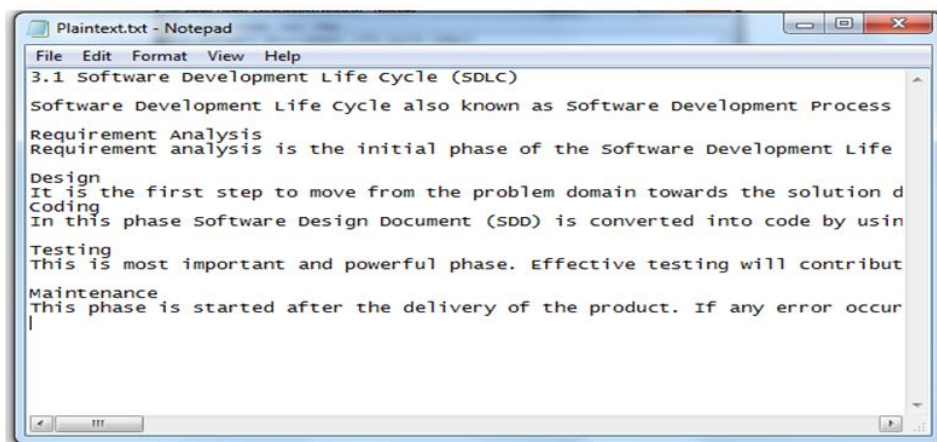 Plaintext.txt - Notepad
File Edit Format View Help
3.1 Software Development Life Cycle (SDLC)
Software Development Life Cycle also known as Software Development Process
Requirement Analysis
Requirement analysis is the initial phase of the Software Development Life
Design
It is the first step to move from the problem domain towards the solution d
Coding
In this phase Software Design Document (SDD) is converted into code by usin
Testing
This is most important and powerful phase. Effective testing will contribut
Maintenance
This phase is started after the delivery of the product. If any error occur